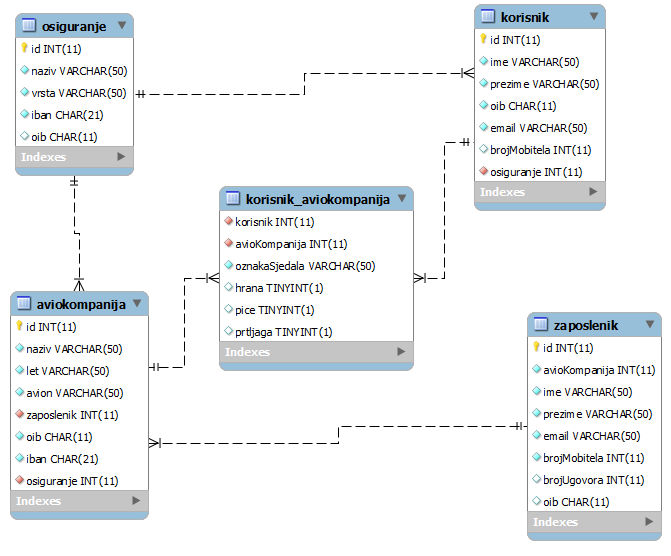 osiguranje
id INT(11)
naziv VARCHAR(50)
vrsta VARCHAR(50)
iban CHAR(21)
oib CHAR(11)
Indexes
korisnik
id INT(11)
ime VARCHAR(50)
prezime VARCHAR(50)
oib CHAR(11)
email VARCHAR(50)
brojMobitela INT(11)
osiguranje INT(11)
Indexes
korisnik_aviokompanija
korisnik INT(11)
avioKompanija INT(11)
oznakaSjedala VARCHAR(50)
hrana TINYINT(1)
pice TINYINT(1)
prtljaga TINYINT(1)
Indexes
aviokompanija
id INT(11)
naziv VARCHAR(50)
let VARCHAR(50)
avion VARCHAR(50)
zaposlenik INT(11)
oib CHAR(11)
iban CHAR(21)
osiguranje INT(11)
Indexes
zaposlenik
id INT(11)
avioKompanija INT(11)
ime VARCHAR(50)
prezime VARCHAR(50)
email VARCHAR(50)
brojMobitela INT(11)
brojUgovora INT(11)
oib CHAR(11)
Indexes